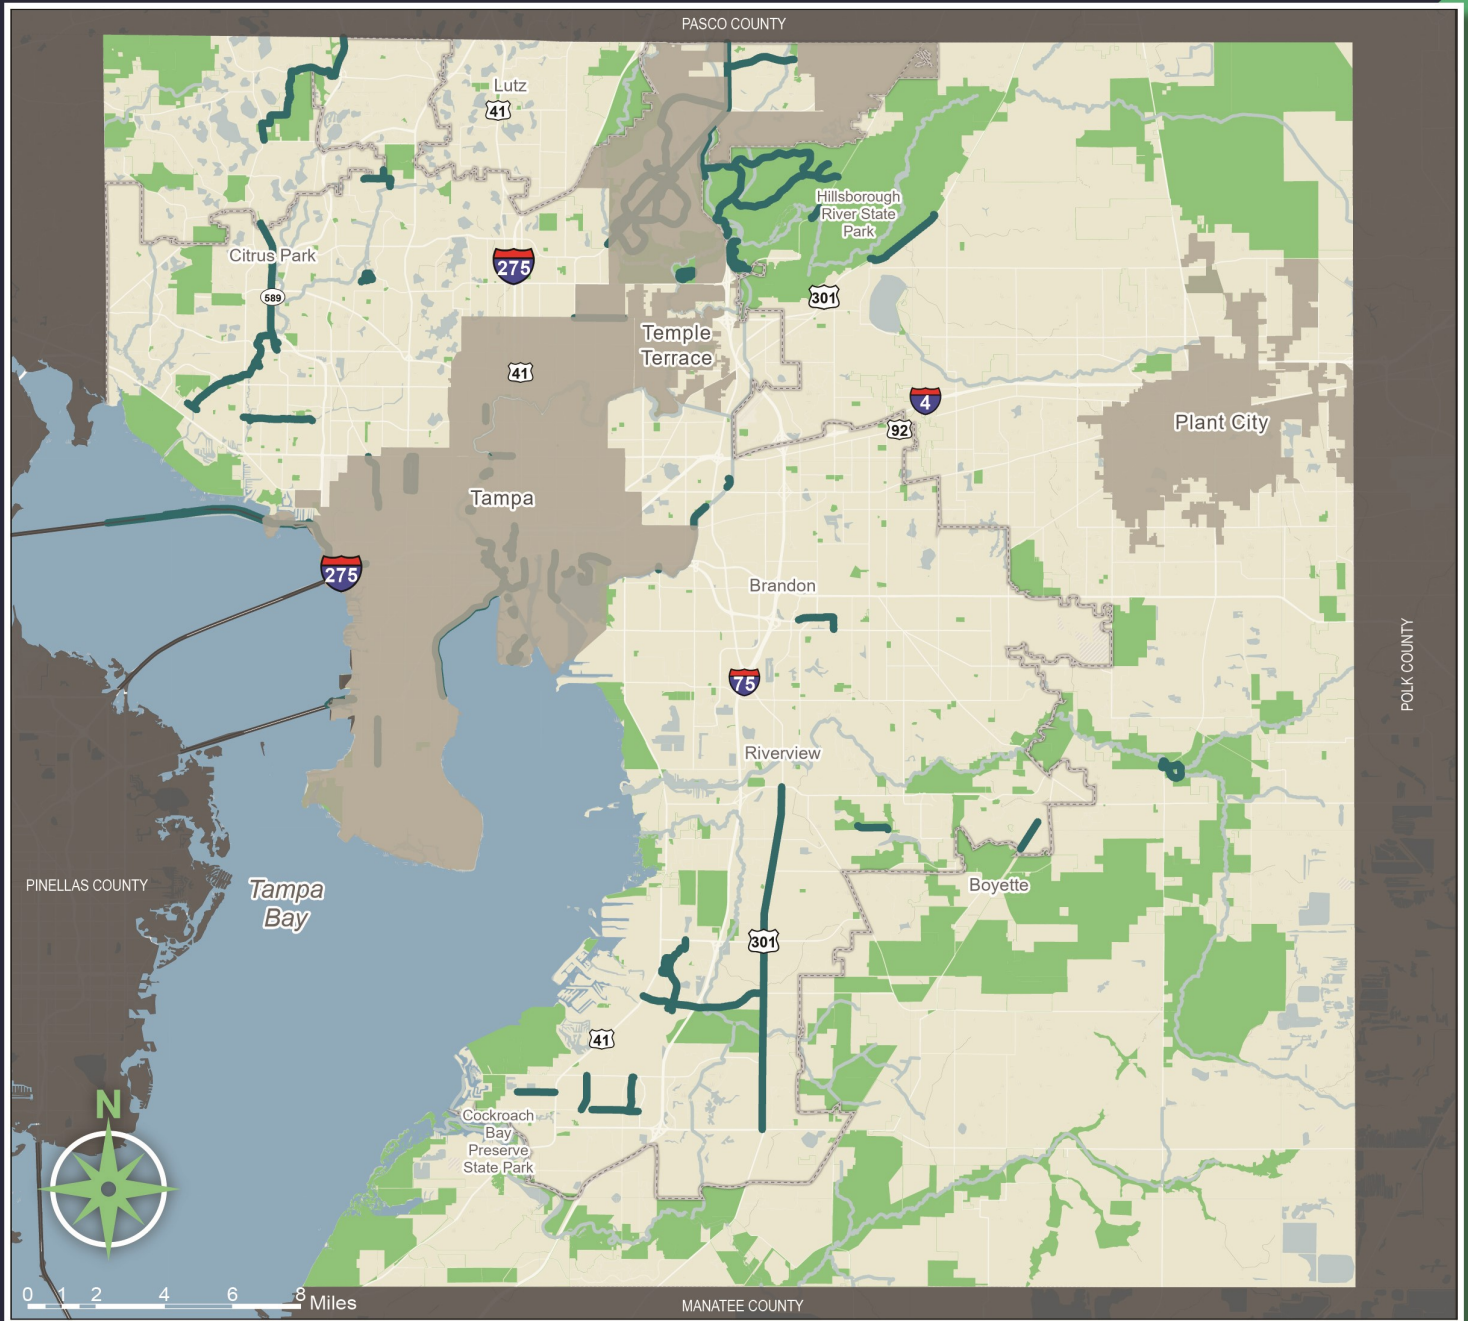 PASCO COUNTY
Lutz
41
Hillsborough
River State
Park
Citrus Park
275
589
301
Temple
Terrace
41
4
92
Plant City
Tampa
275
Brandon
POLK COUNTY
75
Riverview
PINELLAS COUNTY
Tampa
Bay
Boyette
301
41
N
Cockroach
Bay
Preserve
State Park
0 1 2 4 6 8 Miles
MANATEE COUNTY